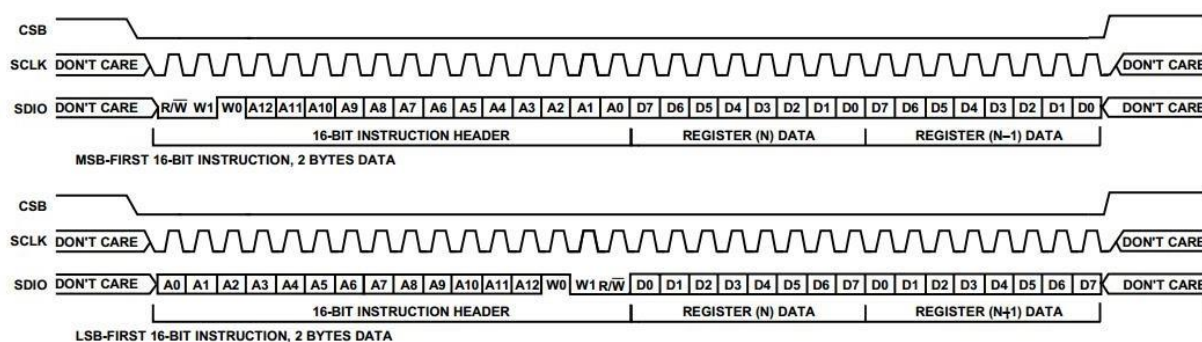 CSB
SCLK DON'T CARE DON'T CARE
SDIO DON'T CARE R/W̅ W1 W0 A12 A11 A10 A9 A8 A7 A6 A5 A4 A3 A2 A1 A0 D7 D6 D5 D4 D3 D2 D1 D0 D7 D6 D5 D4 D3 D2 D1 D0 DON'T CARE
16-BIT INSTRUCTION HEADER REGISTER (N) DATA REGISTER (N–1) DATA
MSB-FIRST 16-BIT INSTRUCTION, 2 BYTES DATA
CSB
SCLK DON'T CARE DON'T CARE
SDIO DON'T CARE A0 A1 A2 A3 A4 A5 A6 A7 A8 A9 A10 A11 A12 W0 W1 R/W̅ D0 D1 D2 D3 D4 D5 D6 D7 D0 D1 D2 D3 D4 D5 D6 D7 DON'T CARE
16-BIT INSTRUCTION HEADER REGISTER (N) DATA REGISTER (N+1) DATA
LSB-FIRST 16-BIT INSTRUCTION, 2 BYTES DATA